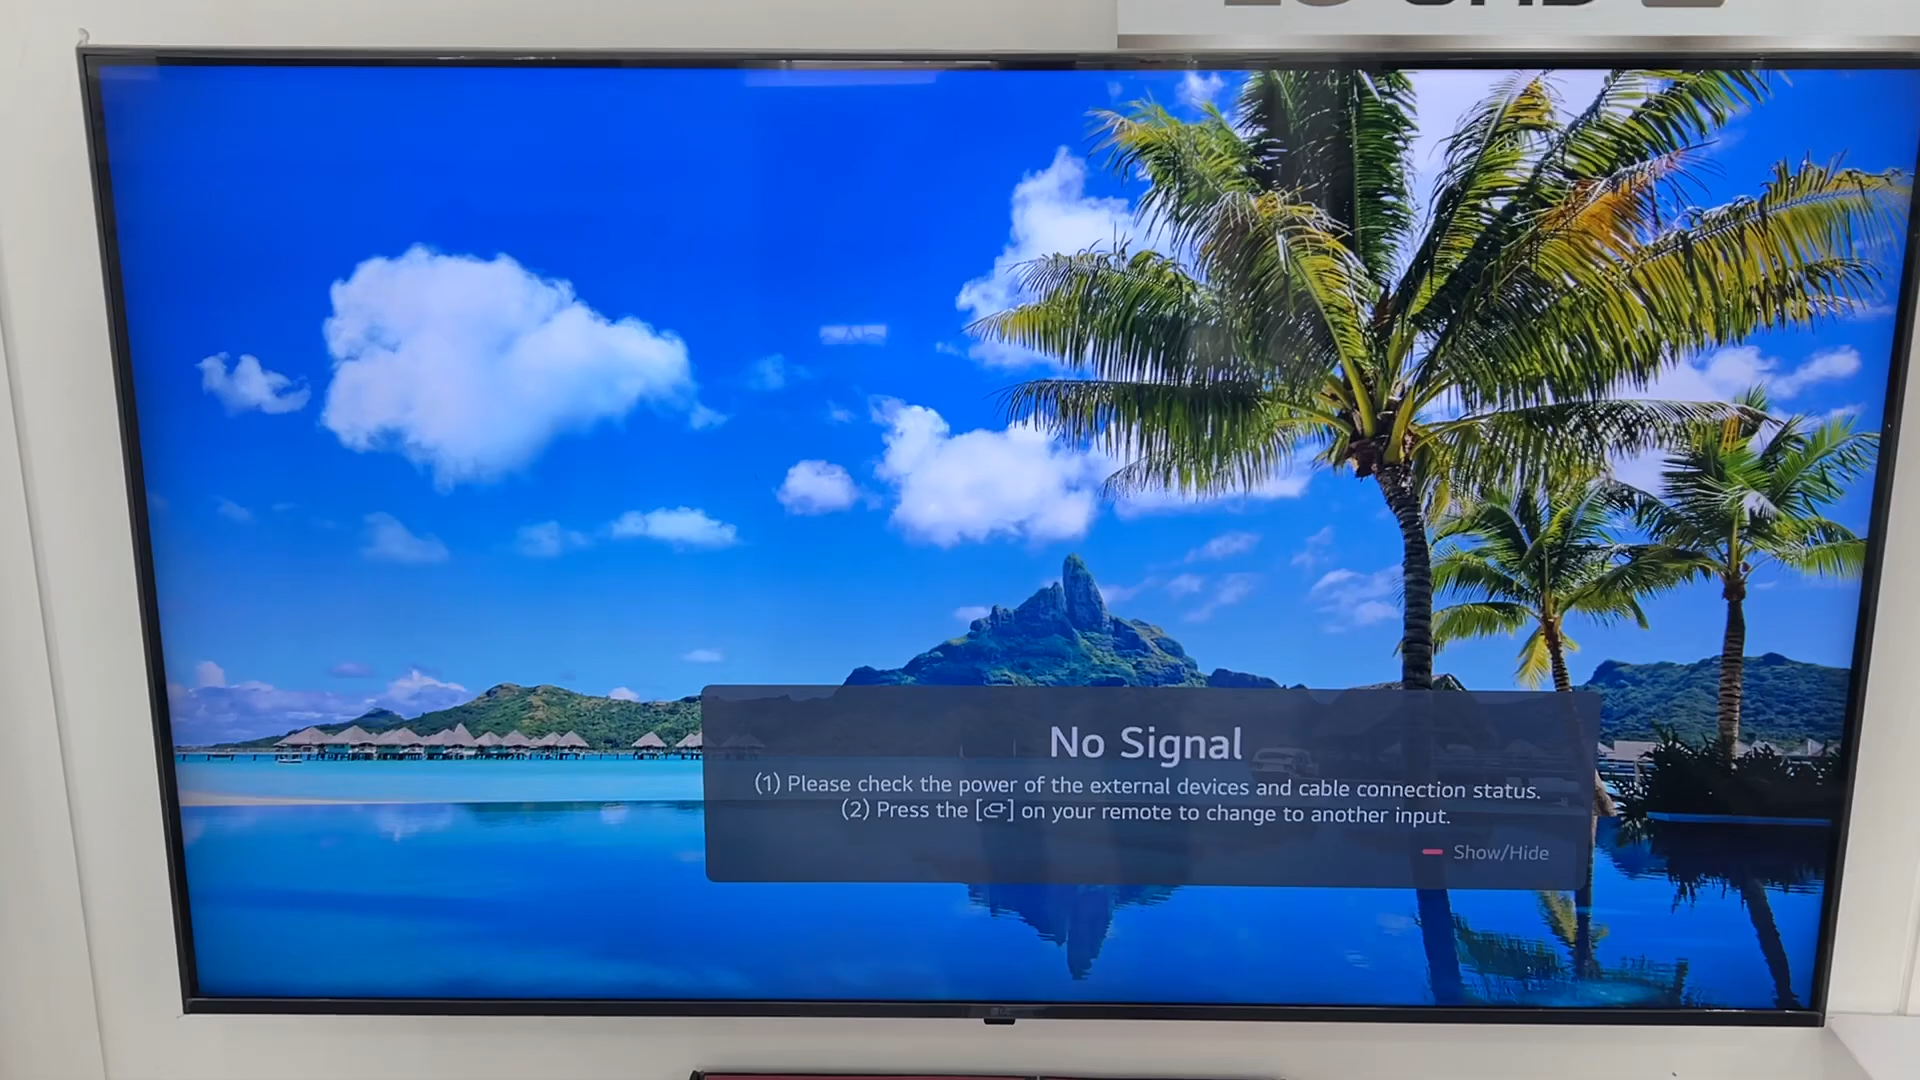 No Signal
(1) Please check the power of the external devices and cable connection status.
(2) Press the [⮔] on your remote to change to another input.
Show/Hide